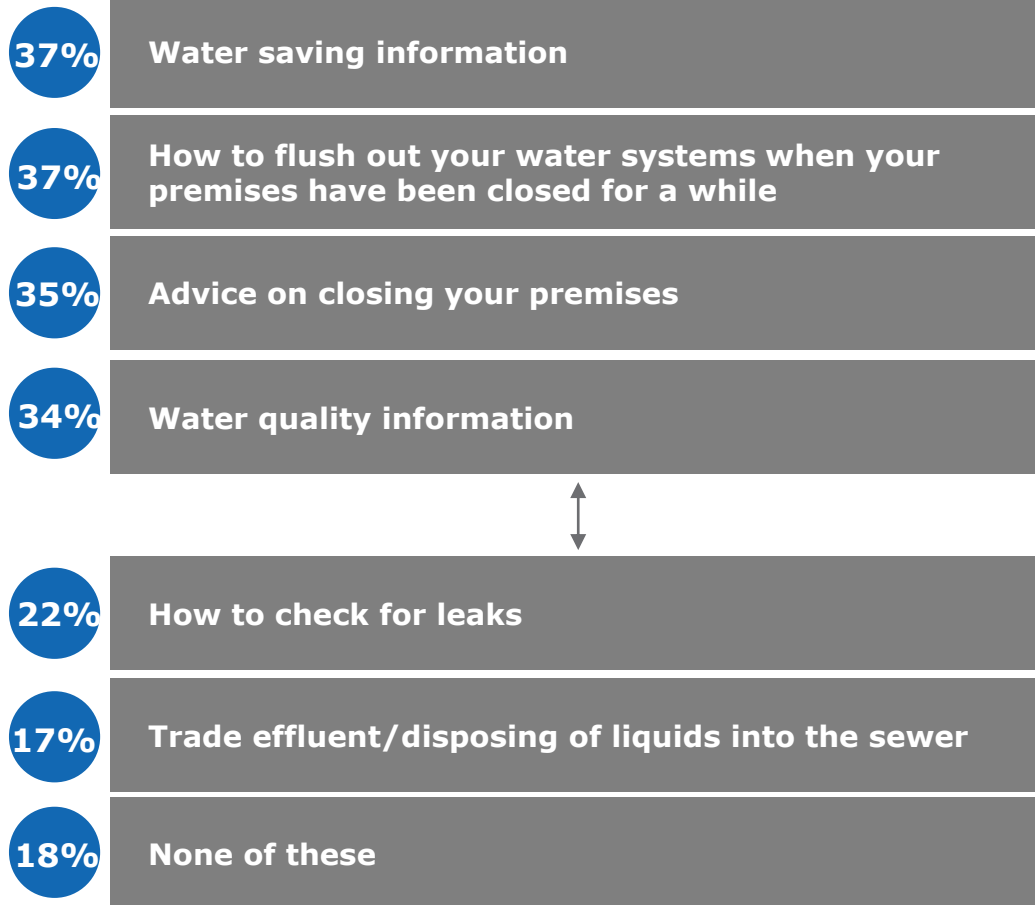 37%
Water saving information
37%
How to flush out your water systems when your
premises have been closed for a while
35%
Advice on closing your premises
34%
Water quality information
22%
How to check for leaks
17%
Trade effluent/disposing of liquids into the sewer
18%
None of these